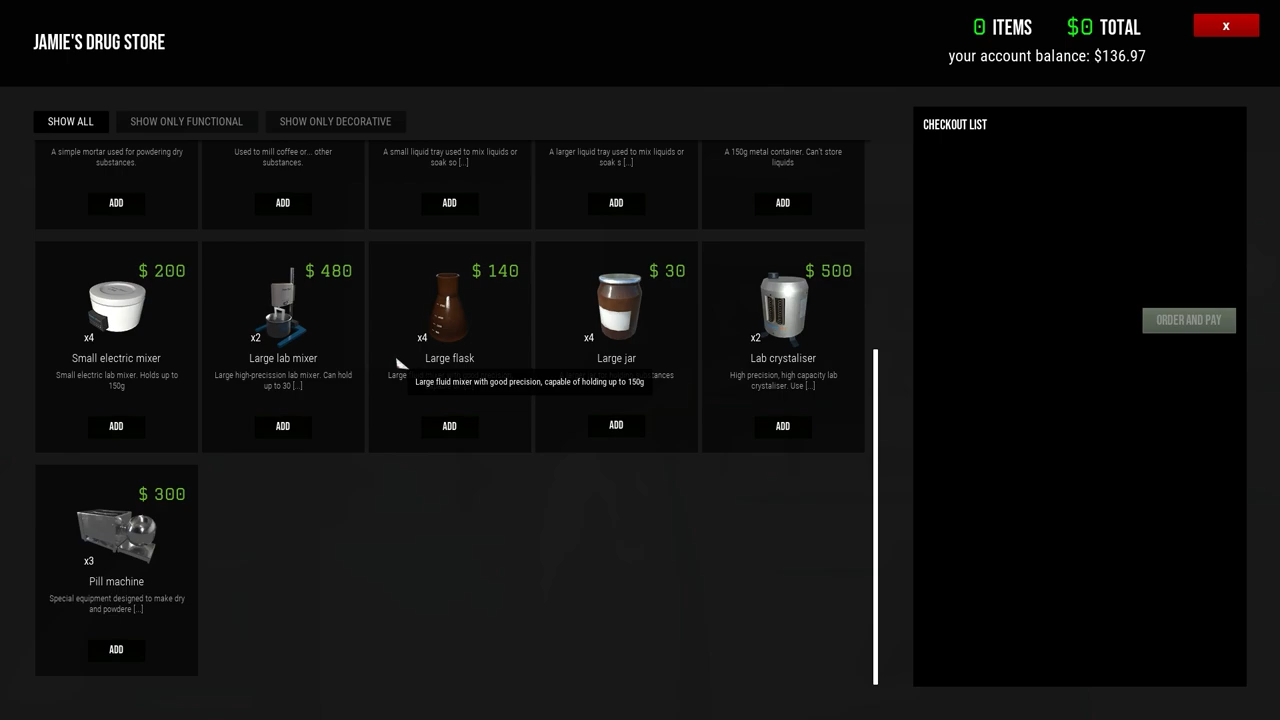 JAMIE'S DRUG STORE
0 ITEMS $0 TOTAL
your account balance: $136.97
x
SHOW ALL
SHOW ONLY FUNCTIONAL
SHOW ONLY DECORATIVE
CHECKOUT LIST
A simple mortar used for powdering dry
substances.
ADD
Used to mill coffee or... other
substances.
ADD
A small liquid tray used to mix liquids or
soak so [...]
ADD
A larger liquid tray used to mix liquids or
soak s [...]
ADD
A 150g metal container. Can't store
liquids
ADD
$ 200
x4
Small electric mixer
Small electric lab mixer. Holds up to
150g
ADD
$ 480
x2
Large lab mixer
Large high-precission lab mixer. Can hold
up to 30 [...]
ADD
$ 140
x4
Large flask
Large fluid mixer with good precision, capable of holding up to 150g
ADD
$ 30
x4
Large jar
ADD
$ 500
x2
Lab crystaliser
High precision, high capacity lab
crystaliser. Use [...]
ADD
ORDER AND PAY
$ 300
x3
Pill machine
Special equipment designed to make dry
and powdere [...]
ADD